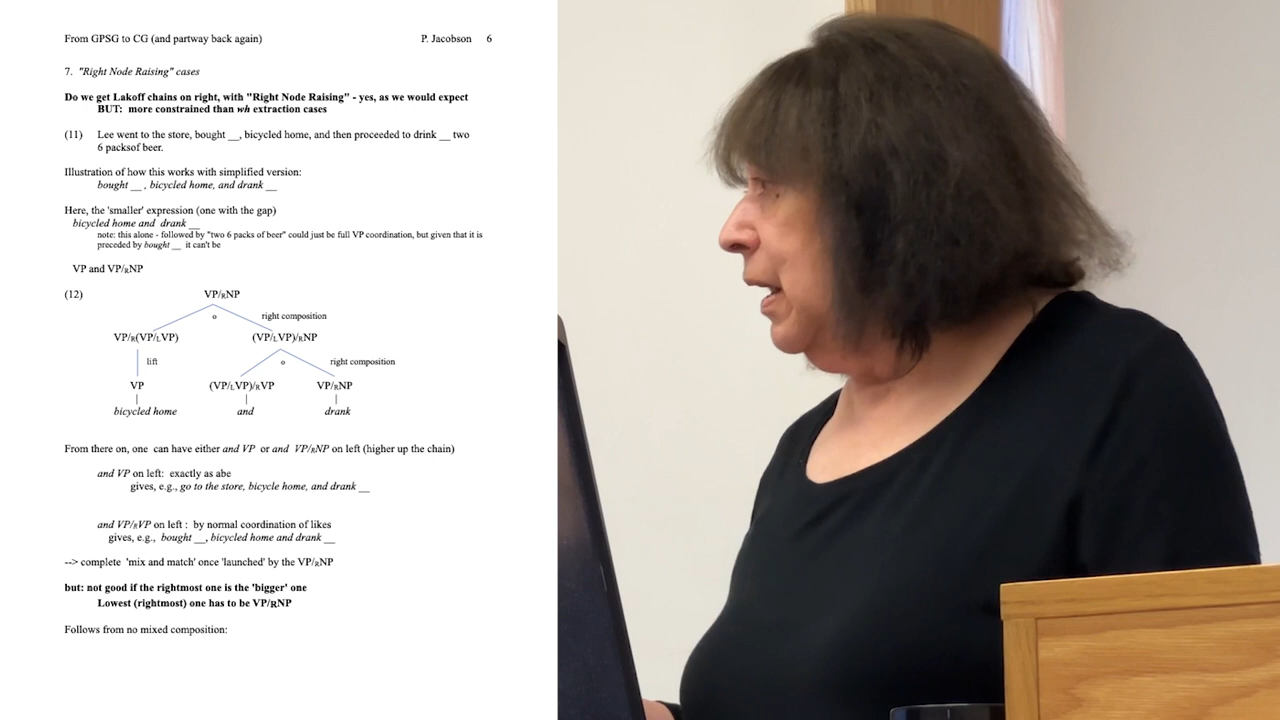 From GPSG to CG (and partway back again) P. Jacobson 6
7. "Right Node Raising" cases
Do we get Lakoff chains on right, with "Right Node Raising" - yes, as we would expect
BUT: more constrained than wh extraction cases
(11) Lee went to the store, bought __, bicycled home, and then proceeded to drink __ two
6 packsof beer.
Illustration of how this works with simplified version:
bought __ , bicycled home, and drank __
Here, the 'smaller' expression (one with the gap)
bicycled home and drank __
note: this alone - followed by "two 6 packs of beer" could just be full VP coordination, but given that it is
preceded by bought __ it can't be
VP and VP/RNP
(12) VP/RNP
o right composition
VP/R(VP/LVP) (VP/LVP)/RNP
left o right composition
VP (VP/LVP)/RVP VP/RNP
bicycled home and drank
From there on, one can have either and VP or and VP/RNP on left (higher up the chain)
and VP on left: exactly as abe
gives, e.g., go to the store, bicycle home, and drank __
and VP/RVP on left : by normal coordination of likes
gives, e.g., bought __, bicycled home and drank __
--> complete 'mix and match' once 'launched' by the VP/RNP
but: not good if the rightmost one is the 'bigger' one
Lowest (rightmost) one has to be VP/RNP
Follows from no mixed composition: